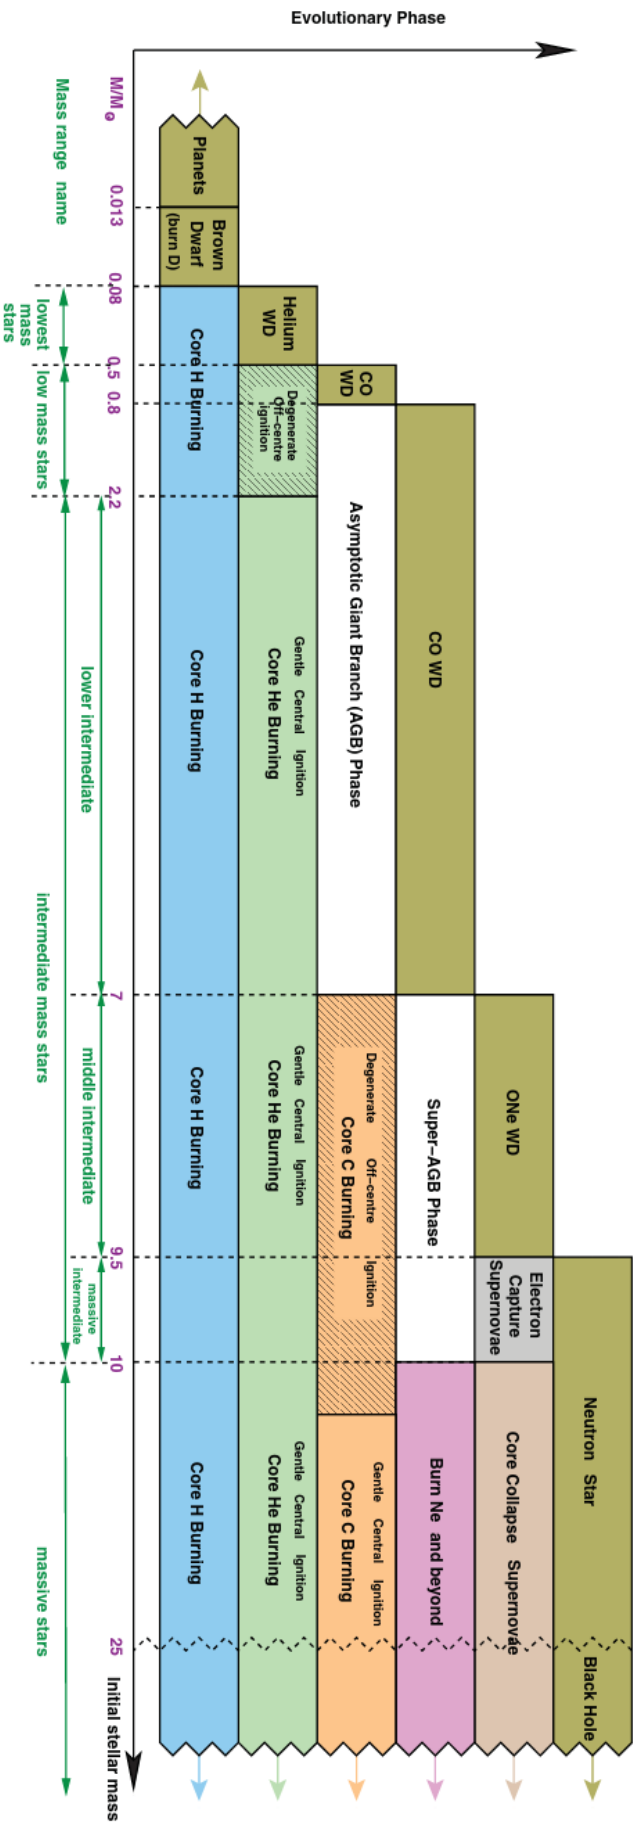 Evolutionary Phase
M/M⊙
Mass range name
Planets
0.013
Brown
Dwarf
(burn D)
0.08
lowest
mass
stars
Helium
WD
Core H Burning
0.5
0.8
low mass stars
CO
WD
Degenerate
Off-centre
ignition
2.2
Asymptotic Giant Branch (AGB) Phase
CO WD
Gentle Central Ignition
Core He Burning
Core H Burning
lower intermediate
intermediate mass stars
7
ONe WD
Super-AGB Phase
Degenerate Off-centre Ignition
Core C Burning
Gentle Central Ignition
Core He Burning
Core H Burning
middle intermediate
9.5
Electron
Capture
Supernovae
massive
intermediate
10
Neutron Star
Core Collapse Supernovae
Burn Ne and beyond
Gentle Central Ignition
Core C Burning
Gentle Central Ignition
Core He Burning
Core H Burning
massive stars
25
Black Hole
Initial stellar mass